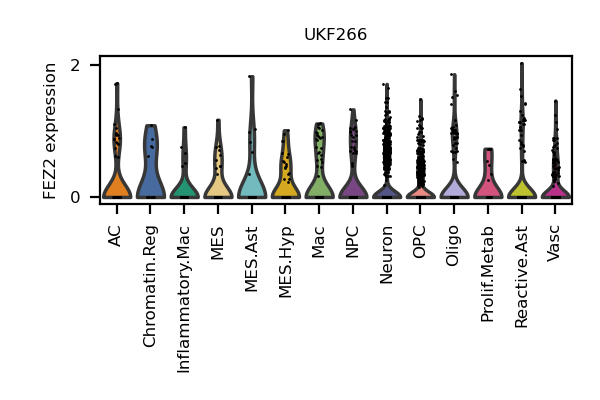 UKF266
FEZ2 expression
2
0
AC
Chromatin.Reg
Inflammatory.Mac
MES
MES.Ast
MES.Hyp
Mac
NPC
Neuron
OPC
Oligo
Prolif.Metab
Reactive.Ast
Vasc